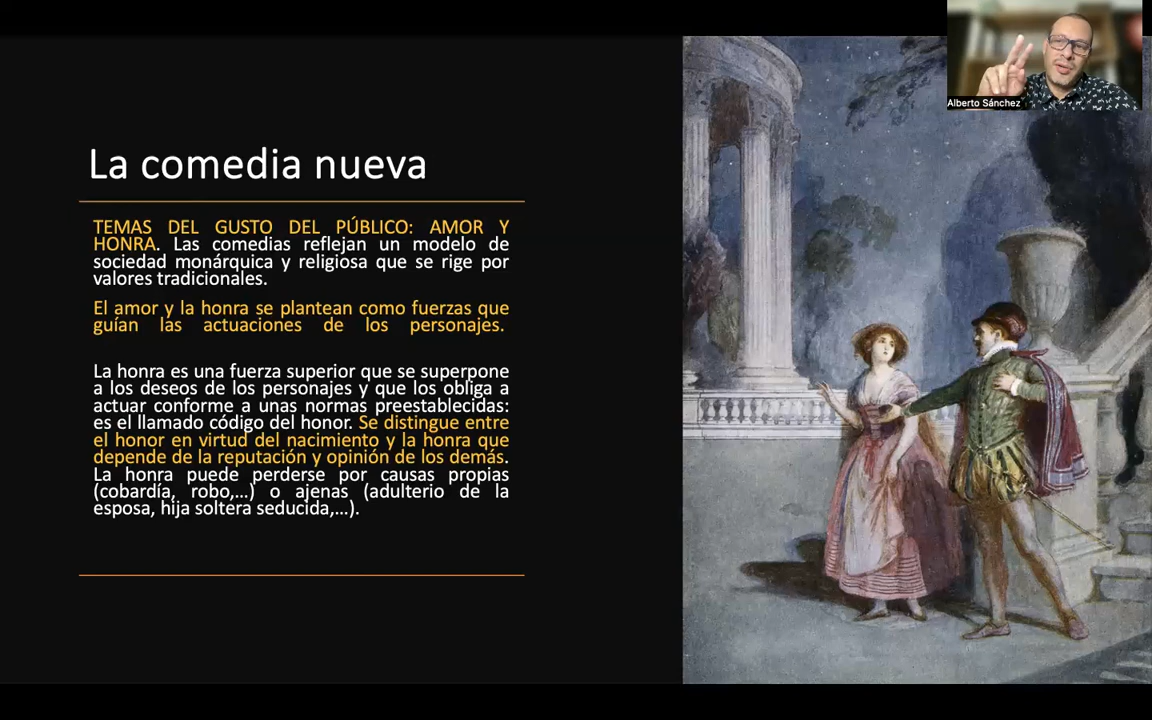 Alberto Sánchez
La comedia nueva
TEMAS DEL GUSTO DEL PÚBLICO: AMOR Y
HONRA. Las comedias reflejan un modelo de
sociedad monárquica y religiosa que se rige por
valores tradicionales.
El amor y la honra se plantean como fuerzas que
guían las actuaciones de los personajes.
La honra es una fuerza superior que se superpone
a los deseos de los personajes y que los obliga a
actuar conforme a unas normas preestablecidas:
es el llamado código del honor. Se distingue entre
el honor en virtud del nacimiento y la honra que
depende de la reputación y opinión de los demás.
La honra puede perderse por causas propias
(cobardía, robo,...) o ajenas (adulterio de la
esposa, hija soltera seducida,...).